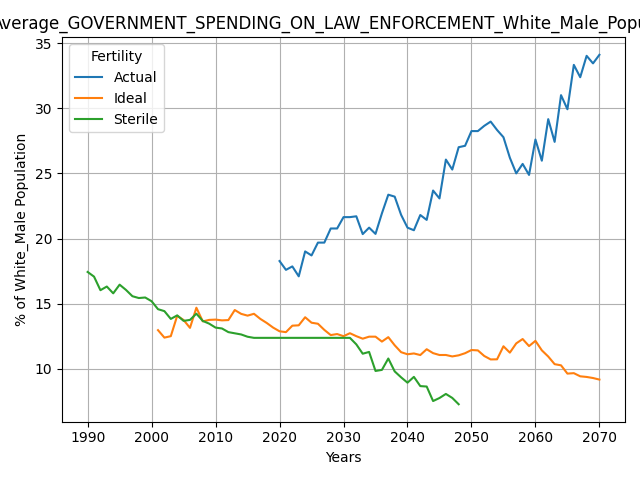 verage_GOVERNMENT_SPENDING_ON_LAW_ENFORCEMENT_White_Male_Popu
Fertility
Actual
Ideal
Sterile
% of White_Male Population
35
30
25
20
15
10
1990 2000 2010 2020 2030 2040 2050 2060 2070
Years